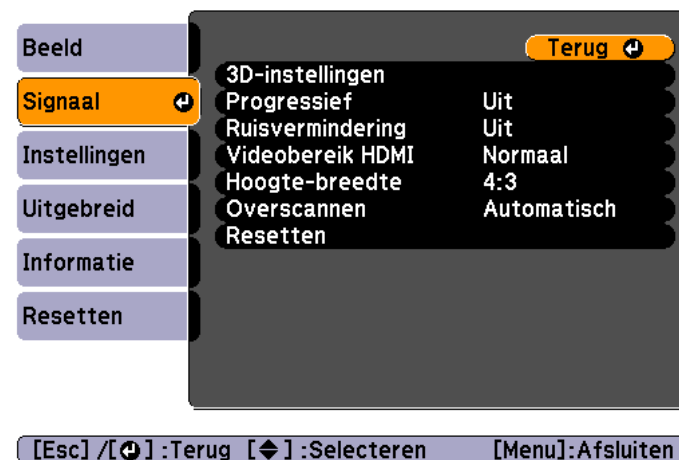 Beeld
Signaal
Instellingen
Uitgebreid
Informatie
Resetten
Terug
3D-instellingen
Progressief Uit
Ruisvermindering Uit
Videobereik HDMI Normaal
Hoogte-breedte 4:3
Overscannen Automatisch
Resetten
[Esc] /[⏎] :Terug [◆] :Selecteren [Menu]:Afsluiten